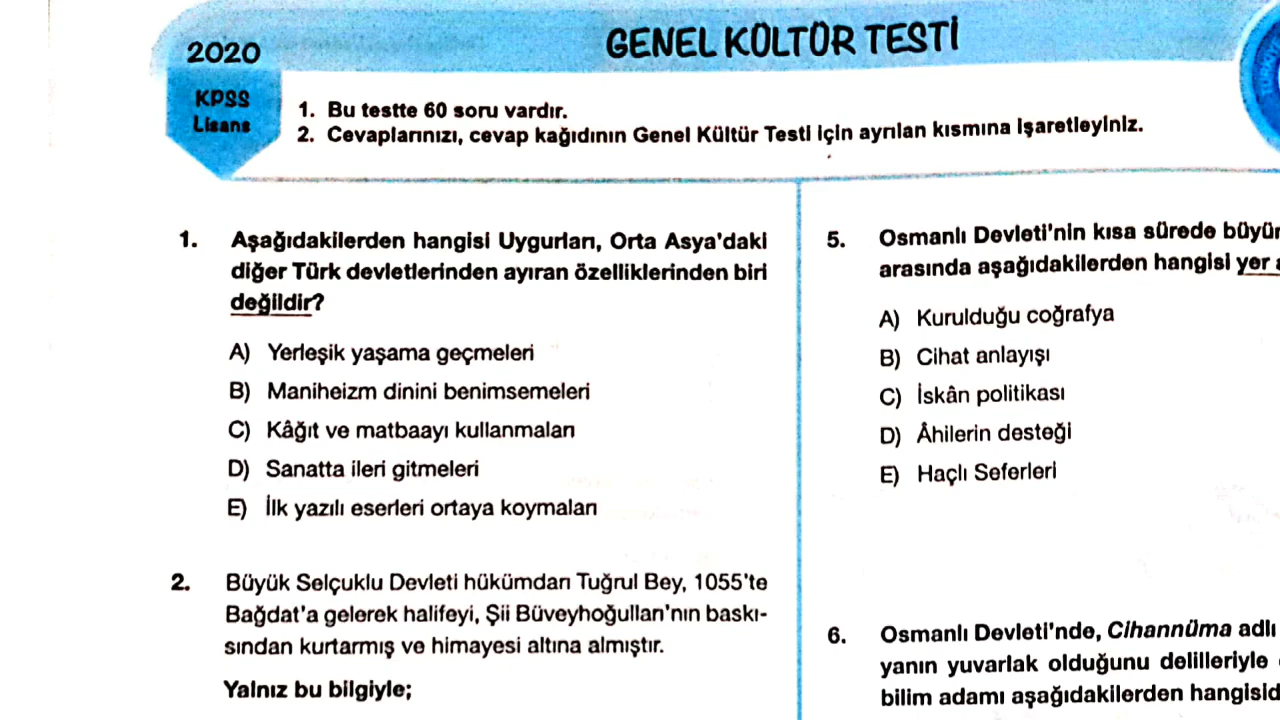 2020
KPSS
Lisans
GENEL KÜLTÜR TESTİ
1. Bu testte 60 soru vardır.
2. Cevaplarınızı, cevap kağıdının Genel Kültür Testi için ayrılan kısmına işaretleyiniz.
1. Aşağıdakilerden hangisi Uygurları, Orta Asya'daki
diğer Türk devletlerinden ayıran özelliklerinden biri
değildir?
A) Yerleşik yaşama geçmeleri
B) Maniheizm dinini benimsemeleri
C) Kâğıt ve matbaayı kullanmaları
D) Sanatta ileri gitmeleri
E) İlk yazılı eserleri ortaya koymaları
2. Büyük Selçuklu Devleti hükümdarı Tuğrul Bey, 1055'te
Bağdat'a gelerek halifeyi, Şii Büveyhoğulları'nın baskı-
sından kurtarmış ve himayesi altına almıştır.
Yalnız bu bilgiyle;
5. Osmanlı Devleti'nin kısa sürede
arasında aşağıdakilerden hangisi yer
A) Kurulduğu coğrafya
B) Cihat anlayışı
C) İskân politikası
D) Âhilerin desteği
E) Haçlı Seferleri
6. Osmanlı Devleti'nde, Cihannüma adlı
yanın yuvarlak olduğunu delilleriyle
bilim adamı aşağıdakilerden